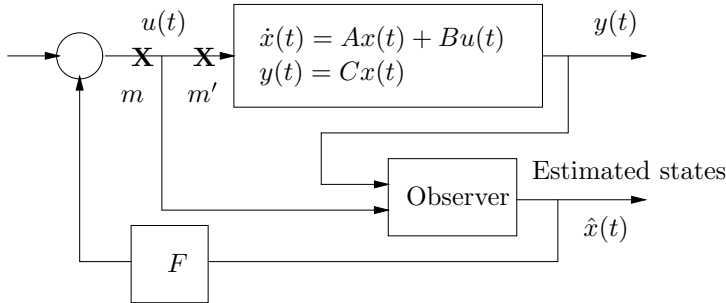 u(t)
ẋ(t) = Ax(t) + Bu(t)
y(t) = Cx(t)
y(t)
X
X
m
m′
Observer
Estimated states
x̂(t)
F